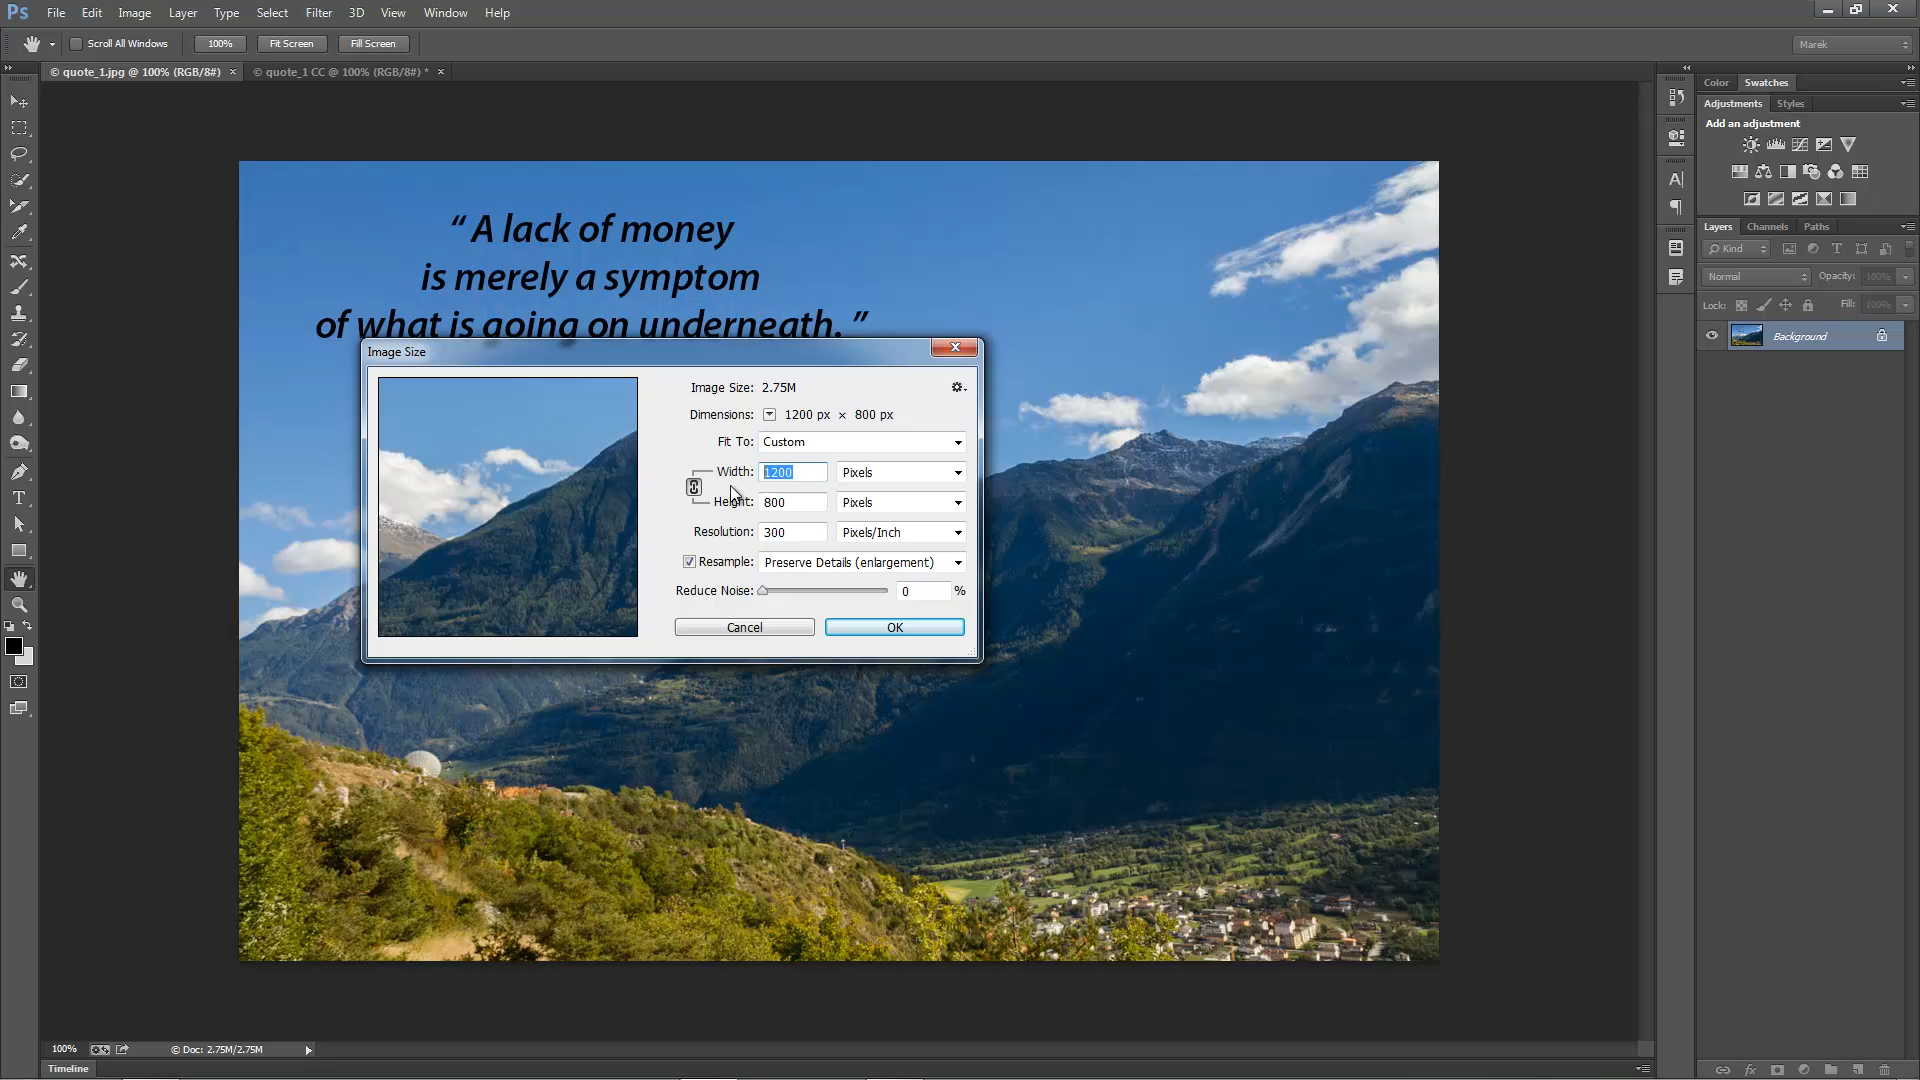 Ps File Edit Image Layer Type Select Filter 3D View Window Help
Scroll All Windows 100% Fit Screen Fill Screen Marek
© quote_1.jpg @ 100% (RGB/8#) × © quote_1 CC @ 100% (RGB/8#) * ×
Color Swatches
Adjustments Styles
Add an adjustment
Layers Channels Paths
Kind T
Normal Opacity: 100%
Lock: Fill: 100%
Background
A|
T
“ A lack of money
is merely a symptom
of what is going on underneath. ”
Image Size
Image Size: 2.75M
Dimensions: 1200 px × 800 px
Fit To: Custom
Width: 1200 Pixels
Height: 800 Pixels
Resolution: 300 Pixels/Inch
Resample: Preserve Details (enlargement)
Reduce Noise: 0 %
Cancel OK
100% © Doc: 2.75M/2.75M
Timeline
fx